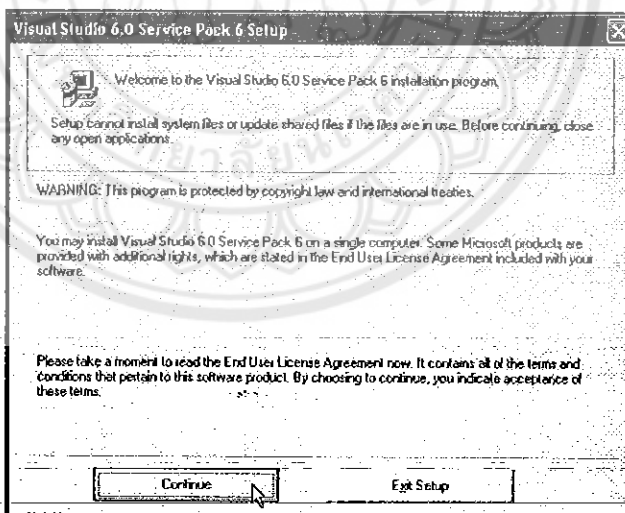 Visual Studio 6.0 Service Pack 6 Setup
Welcome to the Visual Studio 6.0 Service Pack 6 installation program.
Setup cannot install system files or update shared files if the files are in use. Before continuing, close
any open applications.
WARNING: This program is protected by copyright law and international treaties.
You may install Visual Studio 6.0 Service Pack 6 on a single computer. Some Microsoft products are
provided with additional rights, which are stated in the End User License Agreement included with your
software.
Please take a moment to read the End User License Agreement now. It contains all of the terms and
conditions that pertain to this software product. By choosing to continue, you indicate acceptance of
these terms.
Continue
Exit Setup